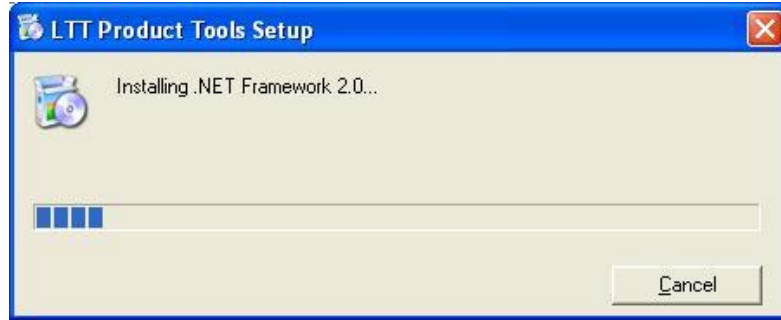 LTT Product Tools Setup
Installing .NET Framework 2.0...
Cancel